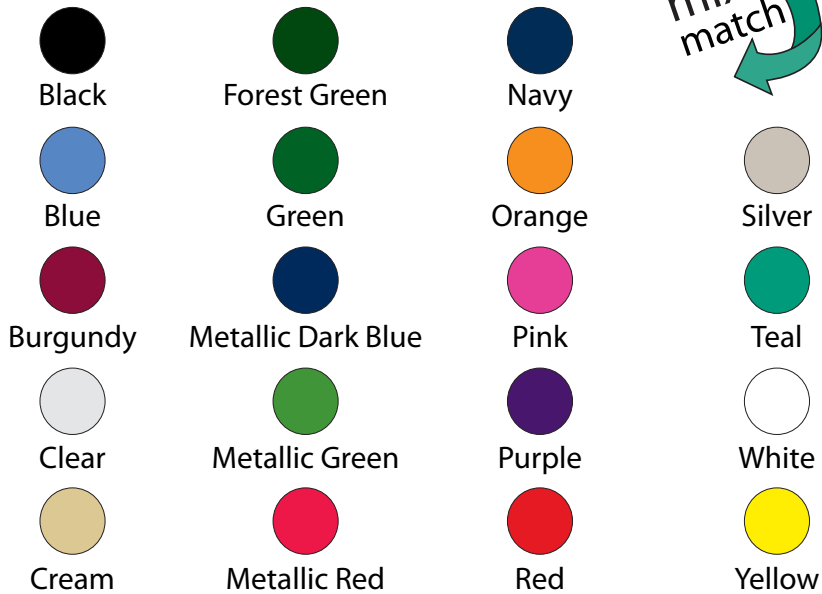 match
Black
Forest Green
Navy
Blue
Green
Orange
Silver
Burgundy
Metallic Dark Blue
Pink
Teal
Clear
Metallic Green
Purple
White
Cream
Metallic Red
Red
Yellow